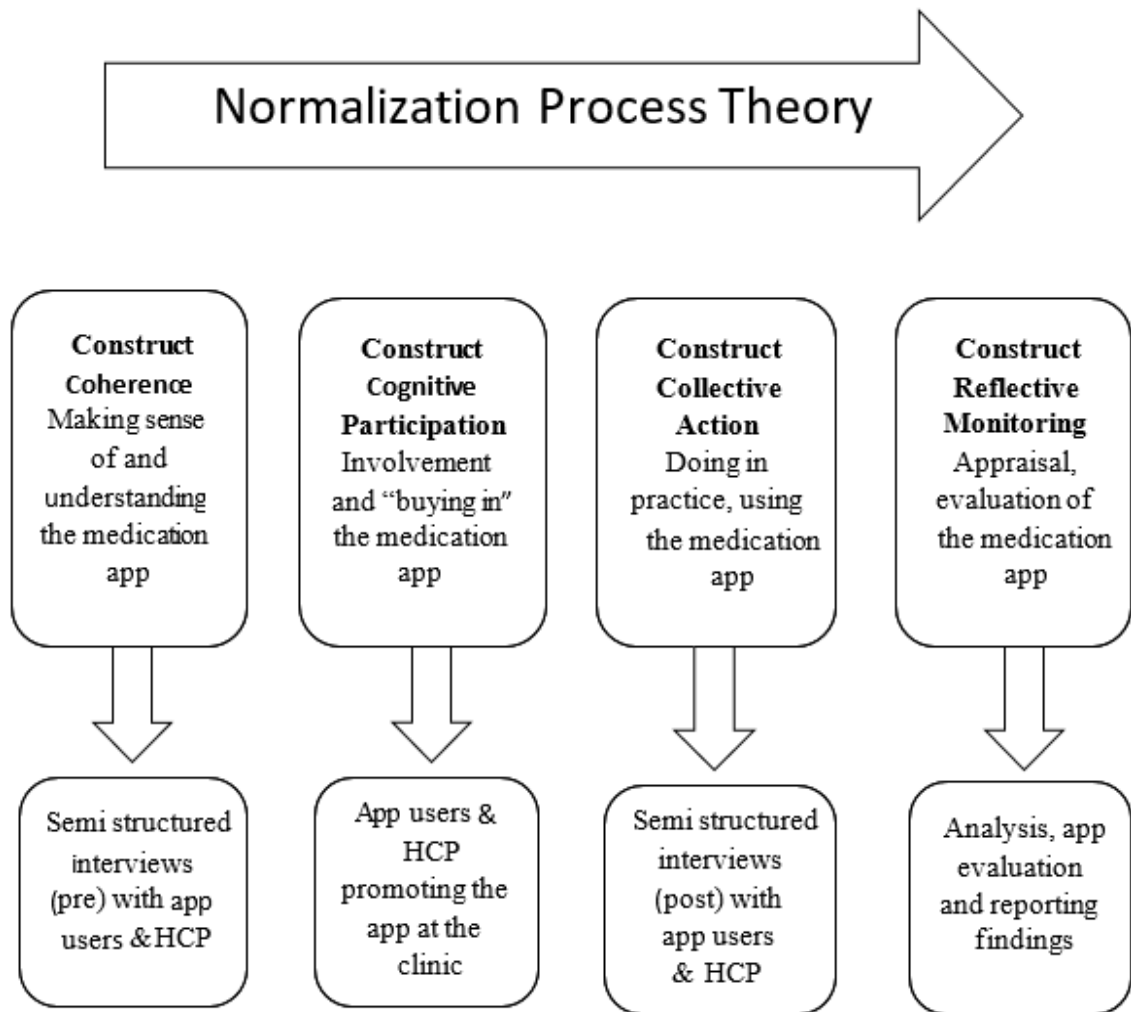 Normalization Process Theory
Construct
Coherence
Making sense
of and
understanding
the medication
app
Construct
Cognitive
Participation
Involvement
and “buying in”
the medication
app
Construct
Collective
Action
Doing in
practice, using
the medication
app
Construct
Reflective
Monitoring
Appraisal,
evaluation of
the medication
app
Semi structured
interviews
(pre) with app
users &HCP
App users &
HCP
promoting the
app at the
clinic
Semi structured
interviews
(post) with
app users
& HCP
Analysis, app
evaluation
and reporting
findings